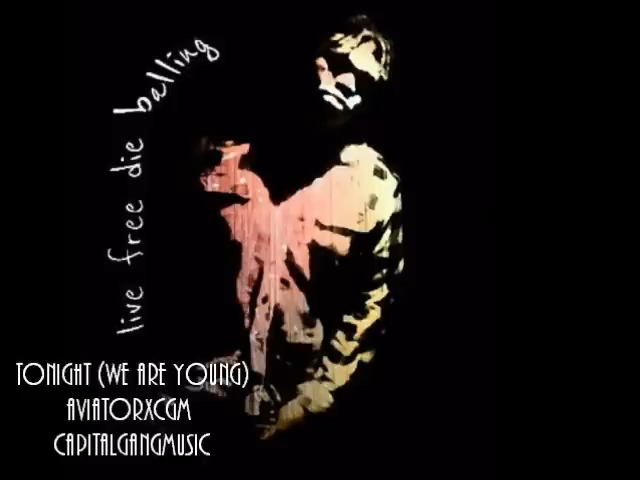 live free die balling
TONIGHT (WE ARE YOUNG)
AVIATORXCGM
CAPITALGANGMUSIC